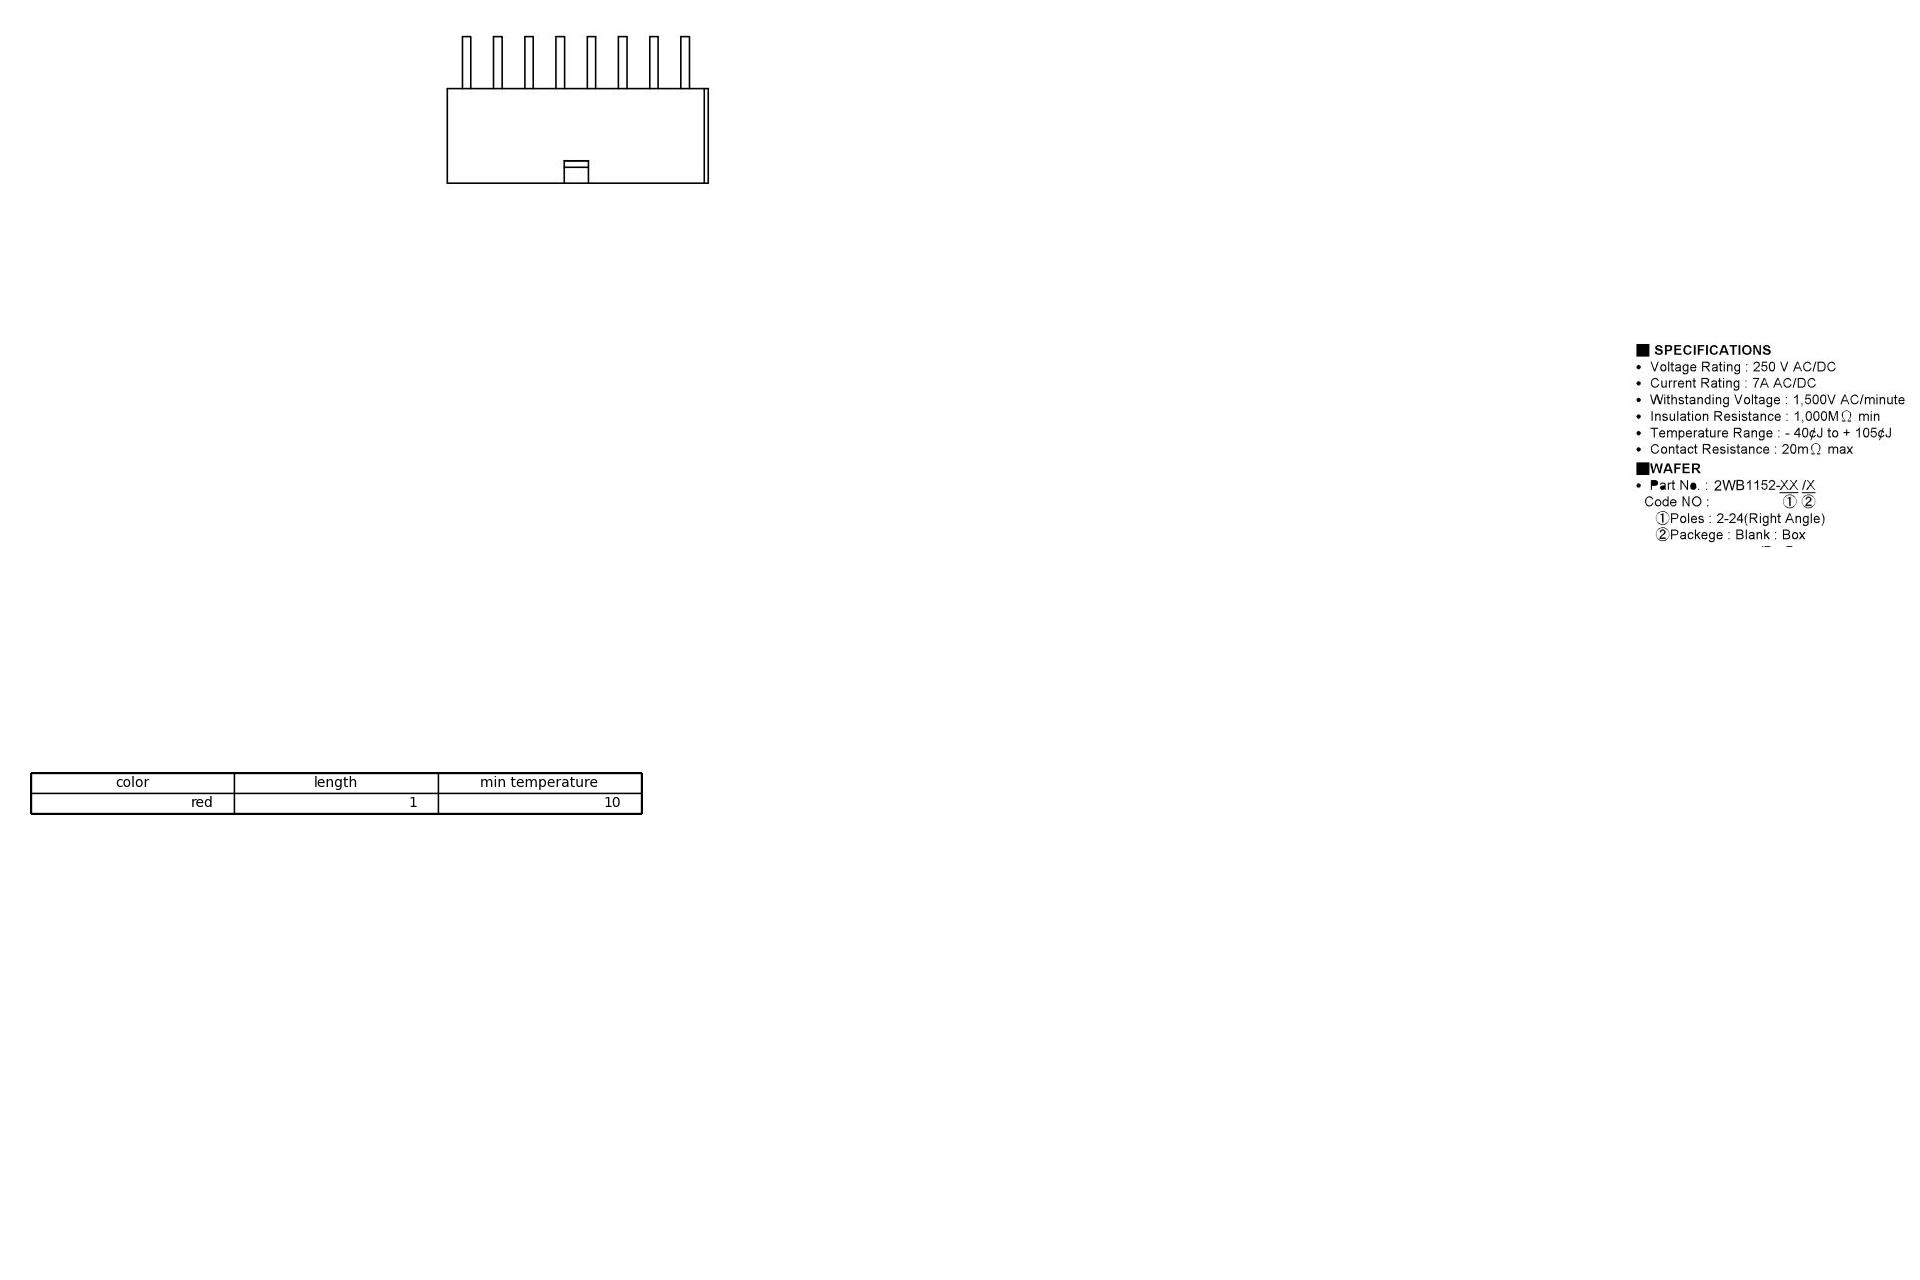 ■ SPECIFICATIONS
• Voltage Rating : 250 V AC/DC
• Current Rating : 7A AC/DC
• Withstanding Voltage : 1,500V AC/minute
• Insulation Resistance : 1,000MΩ min
• Temperature Range : - 40¢J to + 105¢J
• Contact Resistance : 20mΩ max
■WAFER
• Part No. : 2WB1152-XX /X
Code NO : ① ②
①Poles : 2-24(Right Angle)
②Packege : Blank : Box
color length min temperature
red 1 10